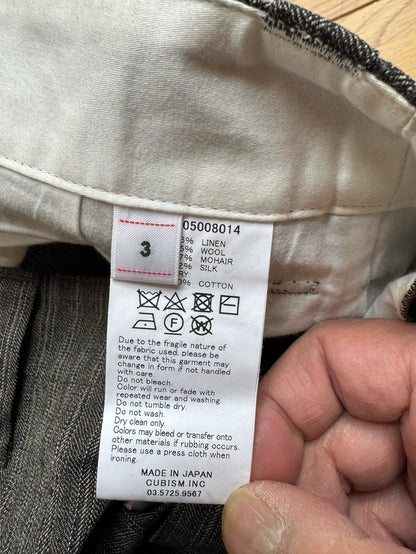 05008014
% LINEN
% WOOL
7% MOHAIR
2% SILK
RY:
0% COTTON
3
F W
Due to the fragile nature of
the fabric used, please be
aware that this garment may
change in form if not handled
with care.
Do not bleach.
Color will run or fade with
repeated wear and washing.
Do not tumble dry.
Do not wash.
Dry clean only.
Colors may bleed or transfer onto
other materials if rubbing occurs.
Please use a press cloth when
ironing.
MADE IN JAPAN
CUBISM.INC
03.5725.9567